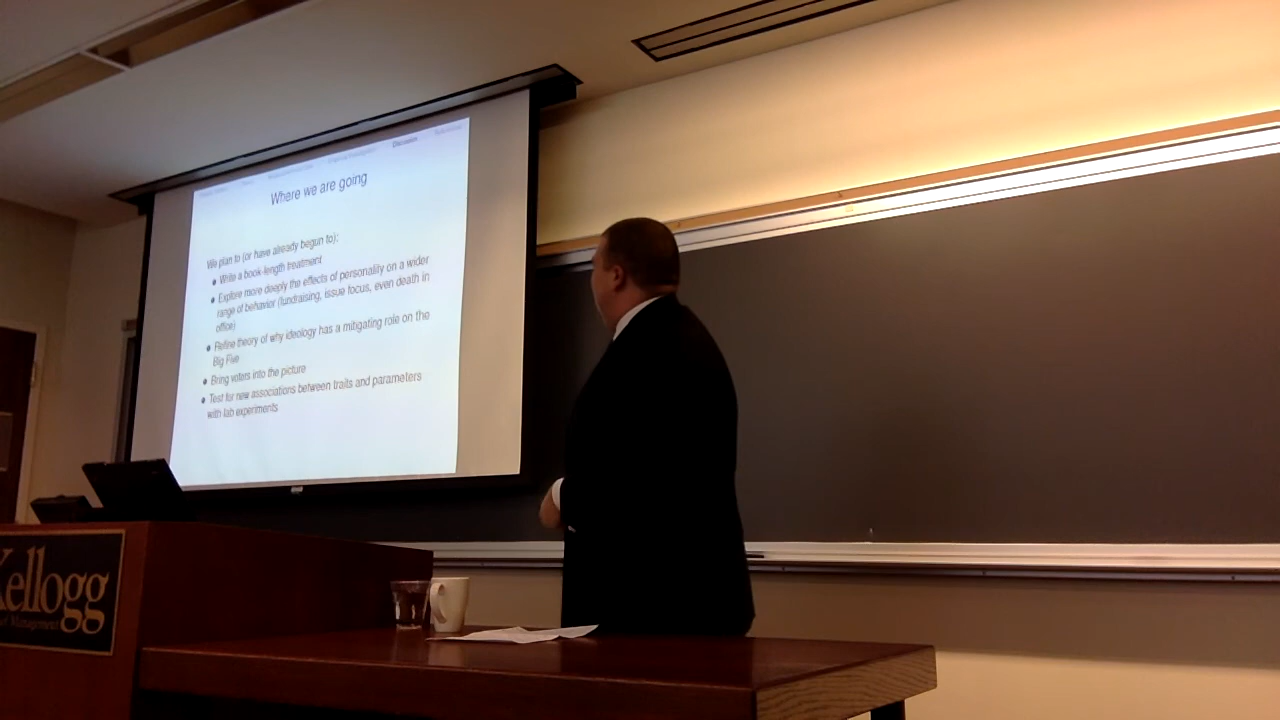 Discussion
Where we are going
We plan to (or have already begun to):
Write a book-length treatment
Explore more deeply the effects of personality on a wider
range of behavior (fundraising, issue focus, even death in
office)
Refine theory of why ideology has a mitigating role on the
Big Five
Bring voters into the picture
Test for new associations between traits and parameters
with lab experiments
Kellogg
of Management